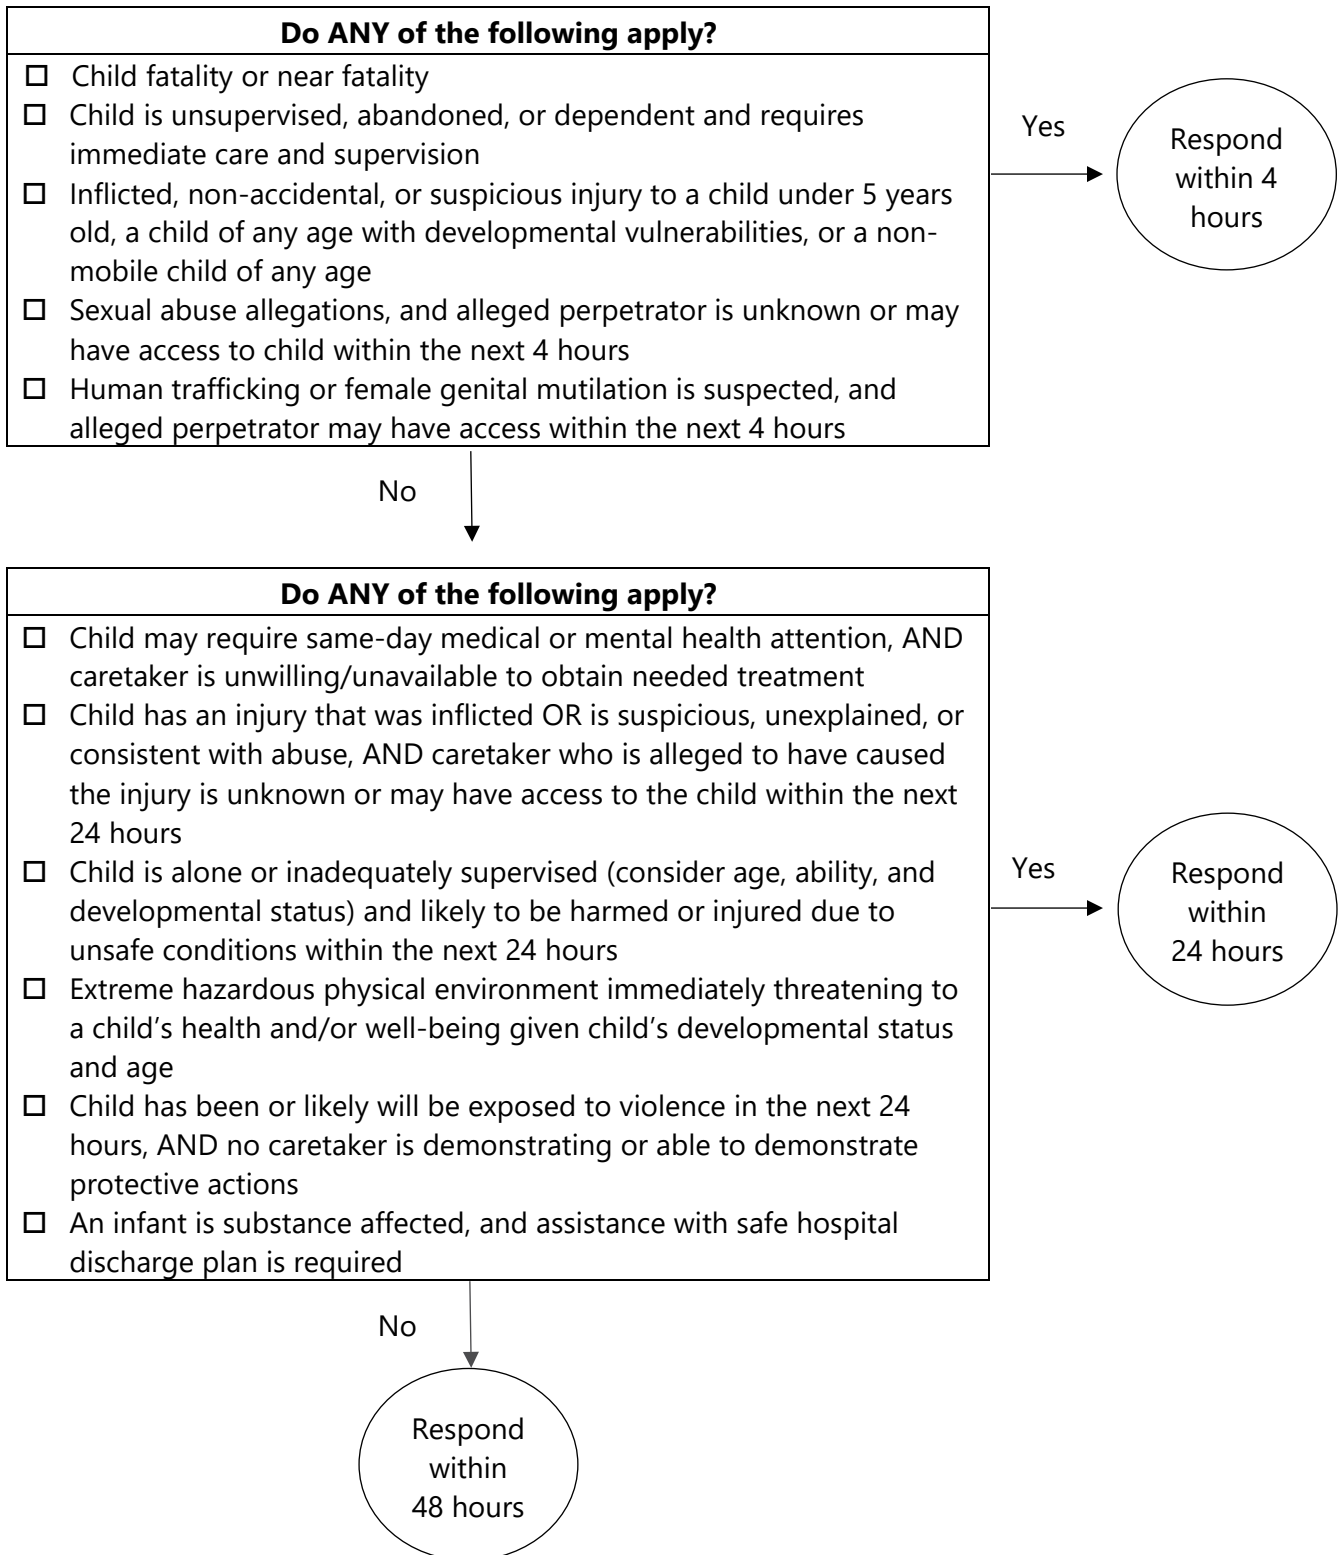 Do ANY of the following apply?
☐ Child fatality or near fatality
☐ Child is unsupervised, abandoned, or dependent and requires
immediate care and supervision
☐ Inflicted, non-accidental, or suspicious injury to a child under 5 years
old, a child of any age with developmental vulnerabilities, or a non-
mobile child of any age
☐ Sexual abuse allegations, and alleged perpetrator is unknown or may
have access to child within the next 4 hours
☐ Human trafficking or female genital mutilation is suspected, and
alleged perpetrator may have access within the next 4 hours
Yes
Respond
within 4
hours
No
Do ANY of the following apply?
☐ Child may require same-day medical or mental health attention, AND
caretaker is unwilling/unavailable to obtain needed treatment
☐ Child has an injury that was inflicted OR is suspicious, unexplained, or
consistent with abuse, AND caretaker who is alleged to have caused
the injury is unknown or may have access to the child within the next
24 hours
☐ Child is alone or inadequately supervised (consider age, ability, and
developmental status) and likely to be harmed or injured due to
unsafe conditions within the next 24 hours
☐ Extreme hazardous physical environment immediately threatening to
a child’s health and/or well-being given child’s developmental status
and age
☐ Child has been or likely will be exposed to violence in the next 24
hours, AND no caretaker is demonstrating or able to demonstrate
protective actions
☐ An infant is substance affected, and assistance with safe hospital
discharge plan is required
Yes
Respond
within
24 hours
No
Respond
within
48 hours